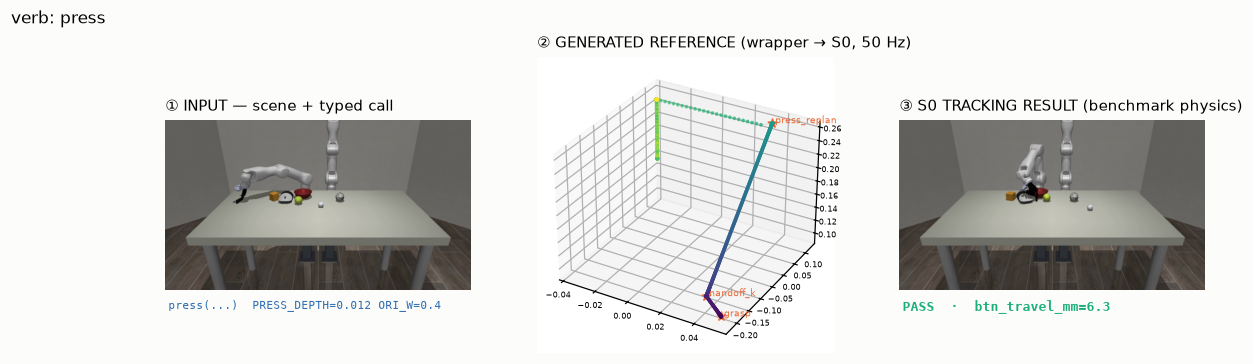 verb: press
② GENERATED REFERENCE (wrapper → S0, 50 Hz)
① INPUT — scene + typed call
③ S0 TRACKING RESULT (benchmark physics)
press_replan
0.26
0.24
0.22
0.20
0.18
0.16
0.14
0.12
0.10
handoff_k
grasp
0.10
0.05
0.00
−0.05
−0.10
−0.15
−0.20
−0.04
−0.02
0.00
0.02
0.04
press(...)  PRESS_DEPTH=0.012 ORI_W=0.4
PASS  ·  btn_travel_mm=6.3